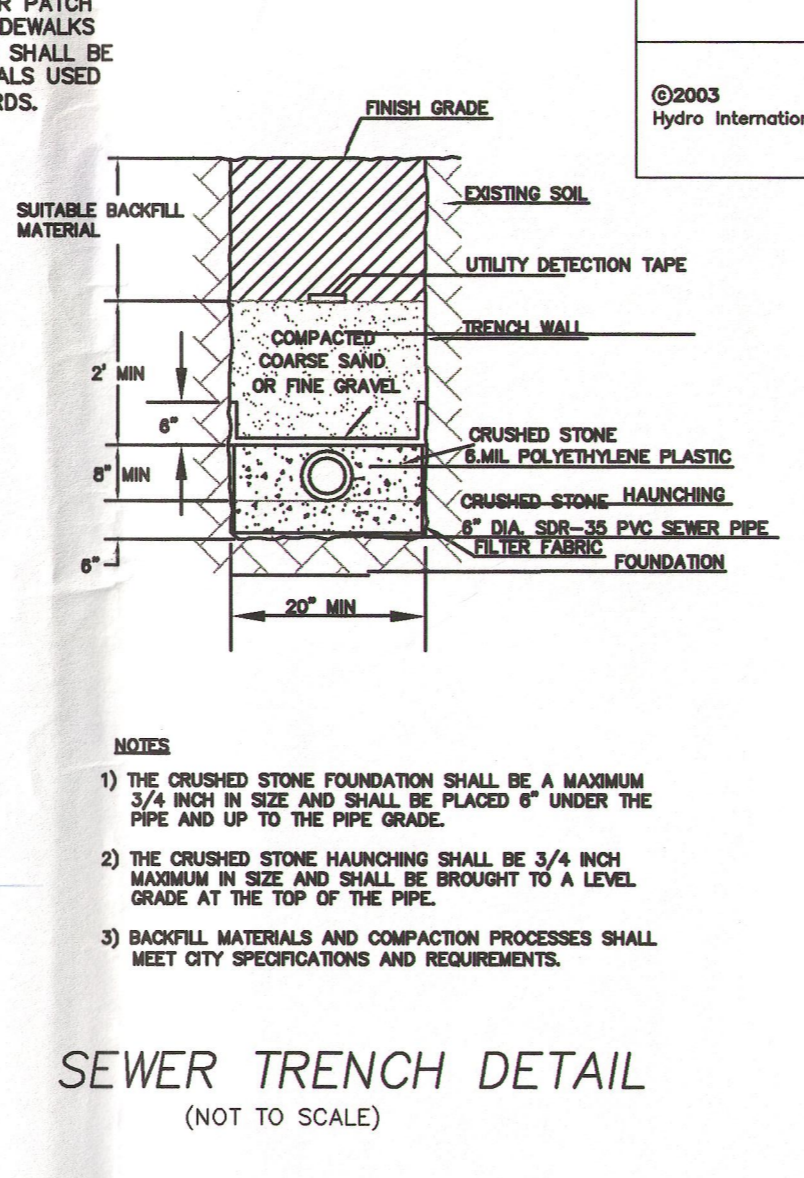 R PATCH
DEWALKS
SHALL BE
ALS USED
RDS.
©2003
Hydro Internation
FINISH GRADE
EXISTING SOIL
SUITABLE BACKFILL
MATERIAL
UTILITY DETECTION TAPE
TRENCH WALL
COMPACTED
COARSE SAND
OR FINE GRAVEL
2' MIN
6"
CRUSHED STONE
6.MIL POLYETHYLENE PLASTIC
8" MIN
CRUSHED STONE HAUNCHING
6" DIA. SDR-35 PVC SEWER PIPE
FILTER FABRIC
FOUNDATION
6"
20" MIN
NOTES
1) THE CRUSHED STONE FOUNDATION SHALL BE A MAXIMUM
3/4 INCH IN SIZE AND SHALL BE PLACED 6" UNDER THE
PIPE AND UP TO THE PIPE GRADE.
2) THE CRUSHED STONE HAUNCHING SHALL BE 3/4 INCH
MAXIMUM IN SIZE AND SHALL BE BROUGHT TO A LEVEL
GRADE AT THE TOP OF THE PIPE.
3) BACKFILL MATERIALS AND COMPACTION PROCESSES SHALL
MEET CITY SPECIFICATIONS AND REQUIREMENTS.
SEWER TRENCH DETAIL
(NOT TO SCALE)